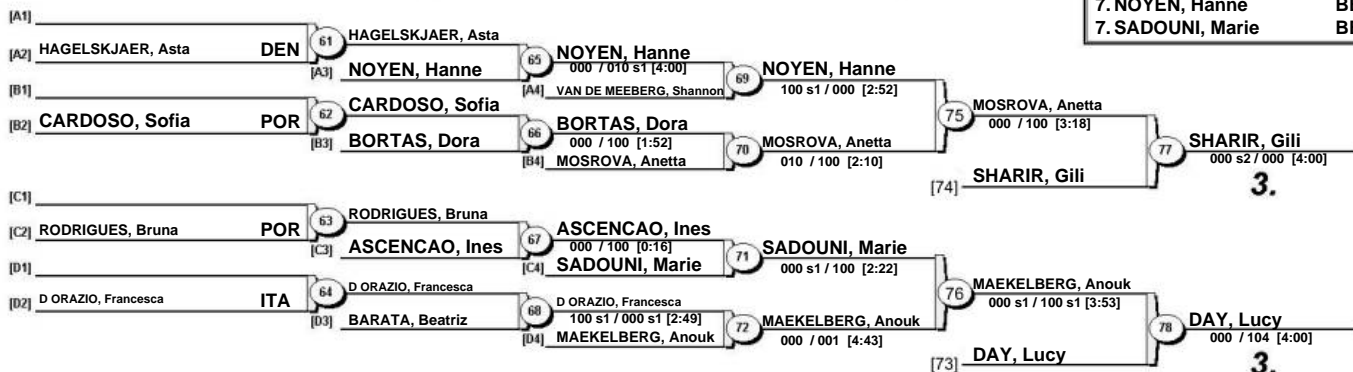 7. NOYEN, Hanne
7. SADOUNI, Marie
[A1]
[A2] HAGELSKJAER, Asta DEN
61
HAGELSKJAER, Asta
[A3] NOYEN, Hanne
65
NOYEN, Hanne
000 / 010 s1 [4:00]
[A4] VAN DE MEEBERG, Shannon
69
NOYEN, Hanne
100 s1 / 000 [2:52]
[B1]
[B2] CARDOSO, Sofia POR
62
CARDOSO, Sofia
[B3] BORTAS, Dora
66
BORTAS, Dora
000 / 100 [1:52]
[B4] MOSROVA, Anetta
70
MOSROVA, Anetta
010 / 100 [2:10]
75
MOSROVA, Anetta
000 / 100 [3:18]
[74] SHARIR, Gili
77
SHARIR, Gili
000 s2 / 000 [4:00]
3.
[C1]
[C2] RODRIGUES, Bruna POR
63
RODRIGUES, Bruna
[C3] ASCENCAO, Ines
67
ASCENCAO, Ines
000 / 100 [0:16]
[C4] SADOUNI, Marie
71
SADOUNI, Marie
000 s1 / 100 [2:22]
[D1]
[D2] D ORAZIO, Francesca ITA
64
D ORAZIO, Francesca
[D3] BARATA, Beatriz
68
D ORAZIO, Francesca
100 s1 / 000 s1 [2:49]
[D4] MAEKELBERG, Anouk
72
MAEKELBERG, Anouk
000 / 001 [4:43]
76
MAEKELBERG, Anouk
000 s1 / 100 s1 [3:53]
[73] DAY, Lucy
78
DAY, Lucy
000 / 104 [4:00]
3.